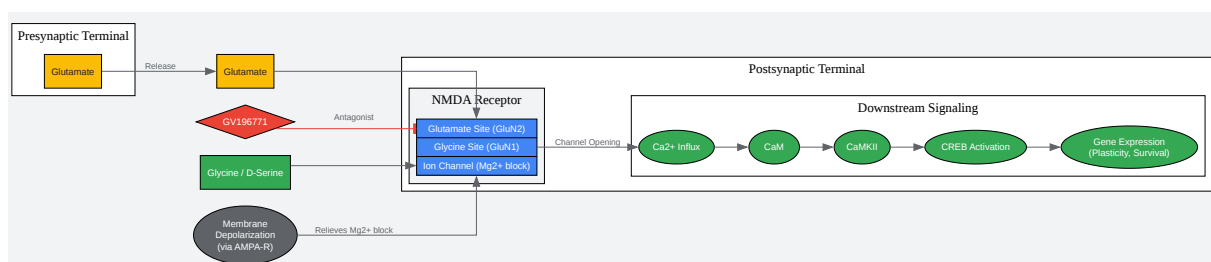 Presynaptic Terminal
Glutamate
Release
Glutamate
GV196771
Antagonist
Glycine / D-Serine
Membrane
Depolarization
(via AMPA-R)
Relieves Mg2+ block
Postsynaptic Terminal
NMDA Receptor
Glutamate Site (GluN2)
Glycine Site (GluN1)
Ion Channel (Mg2+ block)
Channel Opening
Downstream Signaling
Ca2+ Influx
CaM
CaMKII
CREB Activation
Gene Expression
(Plasticity, Survival)